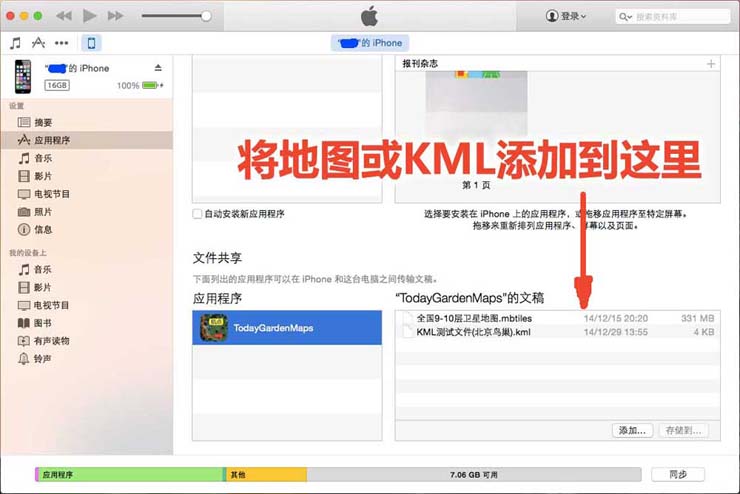 登录
搜索资料库
的 iPhone
"
"的 iPhone
16GB
100%
设置
摘要
应用程序
音乐
影片
电视节目
照片
信息
我的设备上
音乐
影片
电视节目
图书
有声读物
铃声
报刊杂志
将地图或KML添加到这里
第 1 页
自动安装新应用程序
选择要安装在 iPhone 上的应用程序，或拖移应用程序至特定屏幕。
拖移来重新排列应用程序、屏幕以及页面。
文件共享
下面列出的应用程序可以在 iPhone 和这台电脑之间传输文稿。
应用程序
TodayGardenMaps
“TodayGardenMaps”的文稿
全国9-10层卫星地图.mbtiles 14/12/15 20:20 331 MB
KML测试文件(北京鸟巢).kml 14/12/29 13:55 4 KB
添加... 存储到...
应用程序 其他 7.06 GB 可用 同步